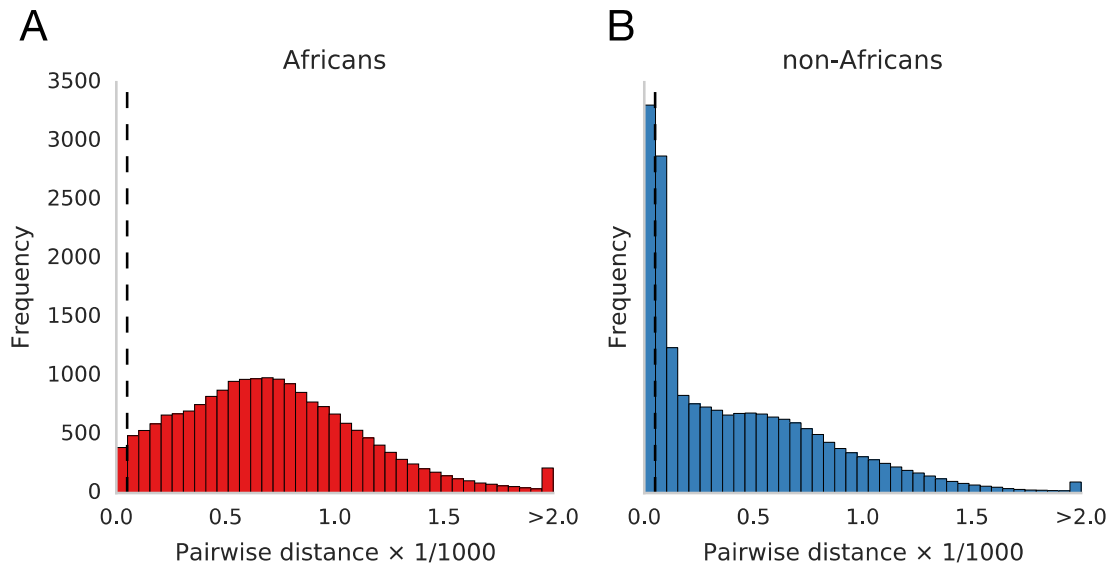 A
Africans
3500
3000
2500
2000
1500
1000
500
0
Frequency
0.0 0.5 1.0 1.5 >2.0
Pairwise distance × 1/1000
B
non-Africans
Frequency
0.0 0.5 1.0 1.5 >2.0
Pairwise distance × 1/1000